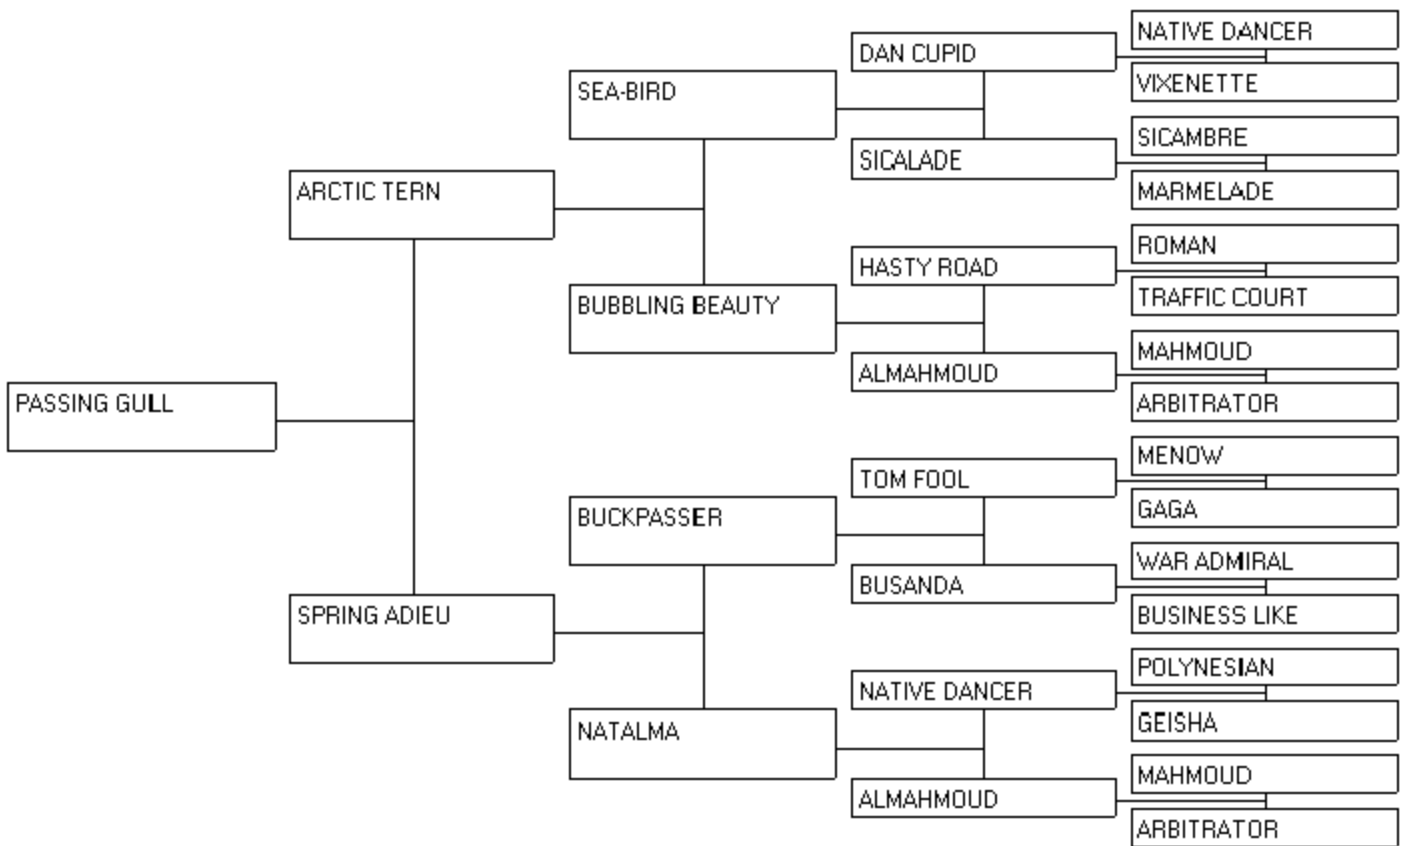 NATIVE DANCER
DAN CUPID
VIXENETTE
SEA-BIRD
SICAMBRE
SICALADE
MARMELADE
ARCTIC TERN
ROMAN
HASTY ROAD
TRAFFIC COURT
BUBBLING BEAUTY
MAHMOUD
ALMAHMOUD
ARBITRATOR
PASSING GULL
MENOW
TOM FOOL
GAGA
BUCKPASSER
WAR ADMIRAL
BUSANDA
BUSINESS LIKE
SPRING ADIEU
POLYNESIAN
NATIVE DANCER
GEISHA
NATALMA
MAHMOUD
ALMAHMOUD
ARBITRATOR